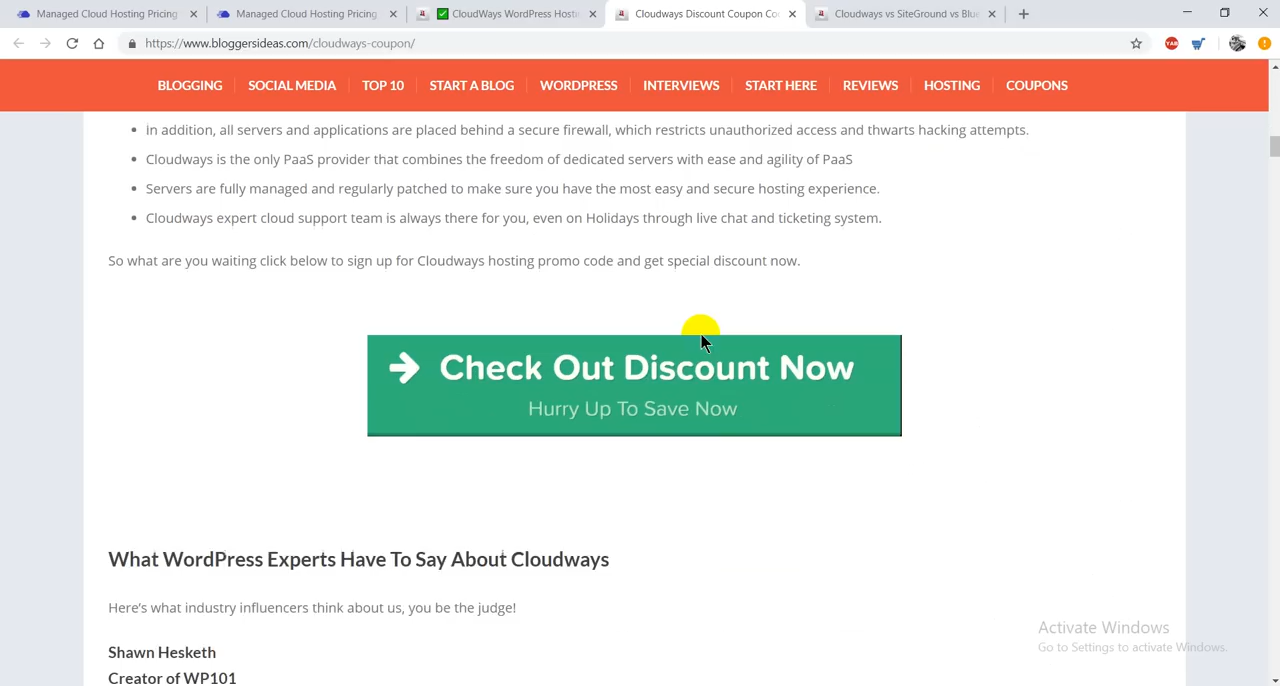 Managed Cloud Hosting Pricing
Managed Cloud Hosting Pricing
CloudWays WordPress Hosti
Cloudways Discount Coupon Co
Cloudways vs SiteGround vs Blue
https://www.bloggersideas.com/cloudways-coupon/
BLOGGING
SOCIAL MEDIA
TOP 10
START A BLOG
WORDPRESS
INTERVIEWS
START HERE
REVIEWS
HOSTING
COUPONS
in addition, all servers and applications are placed behind a secure firewall, which restricts unauthorized access and thwarts hacking attempts.
Cloudways is the only PaaS provider that combines the freedom of dedicated servers with ease and agility of PaaS
Servers are fully managed and regularly patched to make sure you have the most easy and secure hosting experience.
Cloudways expert cloud support team is always there for you, even on Holidays through live chat and ticketing system.
So what are you waiting click below to sign up for Cloudways hosting promo code and get special discount now.
Check Out Discount Now
Hurry Up To Save Now
What WordPress Experts Have To Say About Cloudways
Here's what industry influencers think about us, you be the judge!
Shawn Hesketh
Creator of WP101
Activate Windows
Go to Settings to activate Windows.